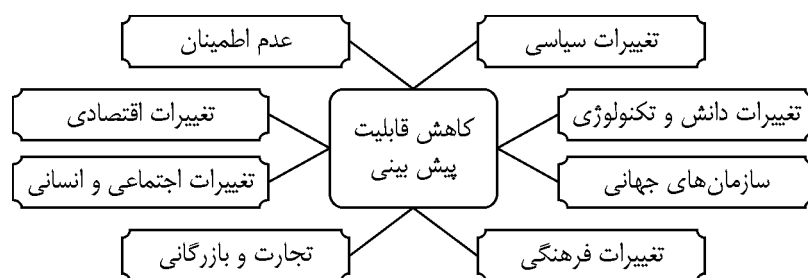 تغییرات سیاسی
عدم اطمینان
تغییرات دانش و تکنولوژی
کاهش قابلیت
پیش بینی
تغییرات اقتصادی
سازمان‌های جهانی
تغییرات اجتماعی و انسانی
تغییرات فرهنگی
تجارت و بازرگانی